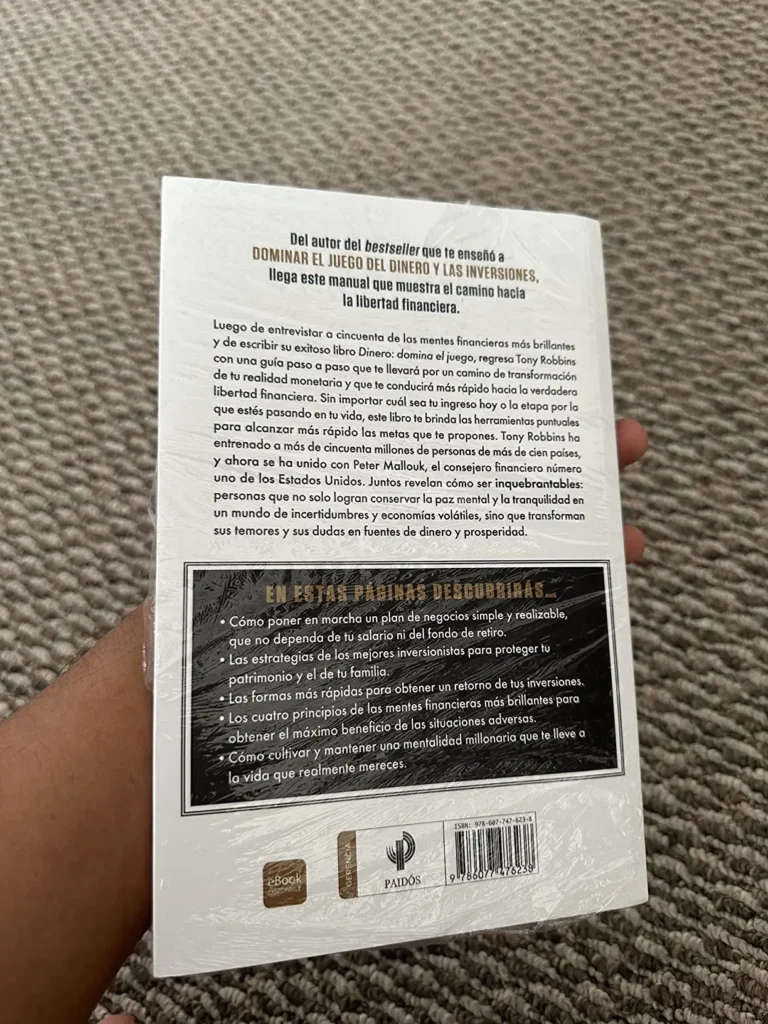 Del autor del bestseller que te enseñó a
DOMINAR EL JUEGO DEL DINERO Y LAS INVERSIONES,
llega este manual que muestra el camino hacia
la libertad financiera.
Luego de entrevistar a cincuenta de las mentes financieras más brillantes
y de escribir su exitoso libro Dinero: domina el juego, regresa Tony Robbins
con una guía paso a paso que te llevará por un camino de transformación
de tu realidad monetaria y que te conducirá más rápido hacia la verdadera
libertad financiera. Sin importar cuál sea tu ingreso hoy o la etapa por la
que estés pasando en tu vida, este libro te brinda las herramientas puntuales
para alcanzar más rápido las metas que te propones. Tony Robbins ha
entrenado a más de cincuenta millones de personas de más de cien países,
y ahora se ha unido con Peter Mallouk, el consejero financiero número
uno de los Estados Unidos. Juntos revelan cómo ser inquebrantables:
personas que no solo logran conservar la paz mental y la tranquilidad en
un mundo de incertidumbres y economías volátiles, sino que transforman
sus temores y sus dudas en fuentes de dinero y prosperidad.
EN ESTAS PÁGINAS DESCUBRIRÁS...
• Cómo poner en marcha un plan de negocios simple y realizable,
que no dependa de tu salario ni del fondo de retiro.
• Las estrategias de los mejores inversionistas para proteger tu
patrimonio y el de tu familia.
• Las formas más rápidas para obtener un retorno de tus inversiones.
• Los cuatro principios de las mentes financieras más brillantes para
obtener el máximo beneficio de las situaciones adversas.
• Cómo cultivar y mantener una mentalidad millonaria que te lleve a
la vida que realmente mereces.
eBook
GERENCIA
PAIDÓS
ISBN: 978-607-747-623-8
9 786077 476238